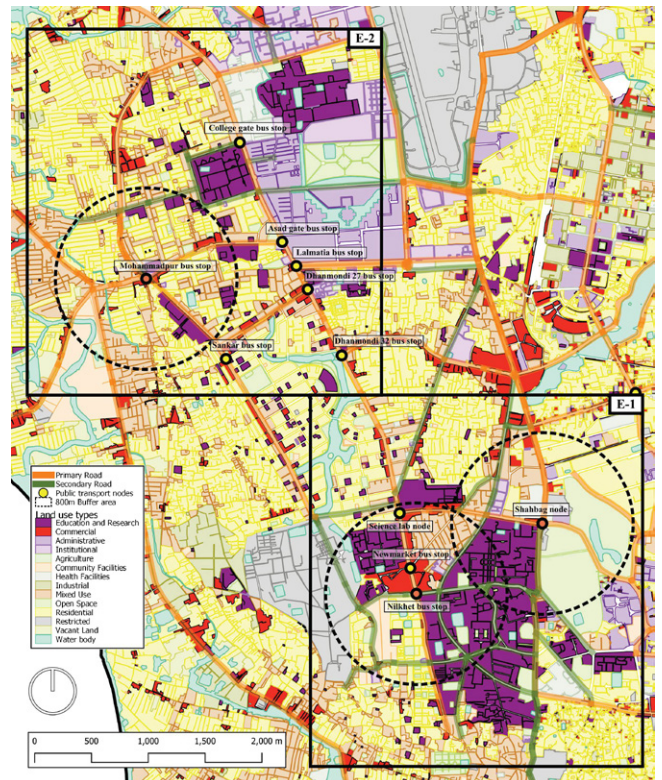 E-2
College gate bus stop
Asad gate bus stop
Lalmatia bus stop
Mohammadpur bus stop
Dhanmondi 27 bus stop
Sankar bus stop
Dhanmondi 32 bus stop
E-1
Primary Road
Secondary Road
Public transport nodes
800m Buffer area
Land use types
Education and Research
Commercial
Administrative
Institutional
Agriculture
Community Facilities
Health Facilities
Industrial
Mixed Use
Open Space
Residential
Restricted
Vacant Land
Water body
Science lab node
Shahbag node
Newmarket bus stop
Nilkhet bus stop
0 500 1,000 1,500 2,000 m